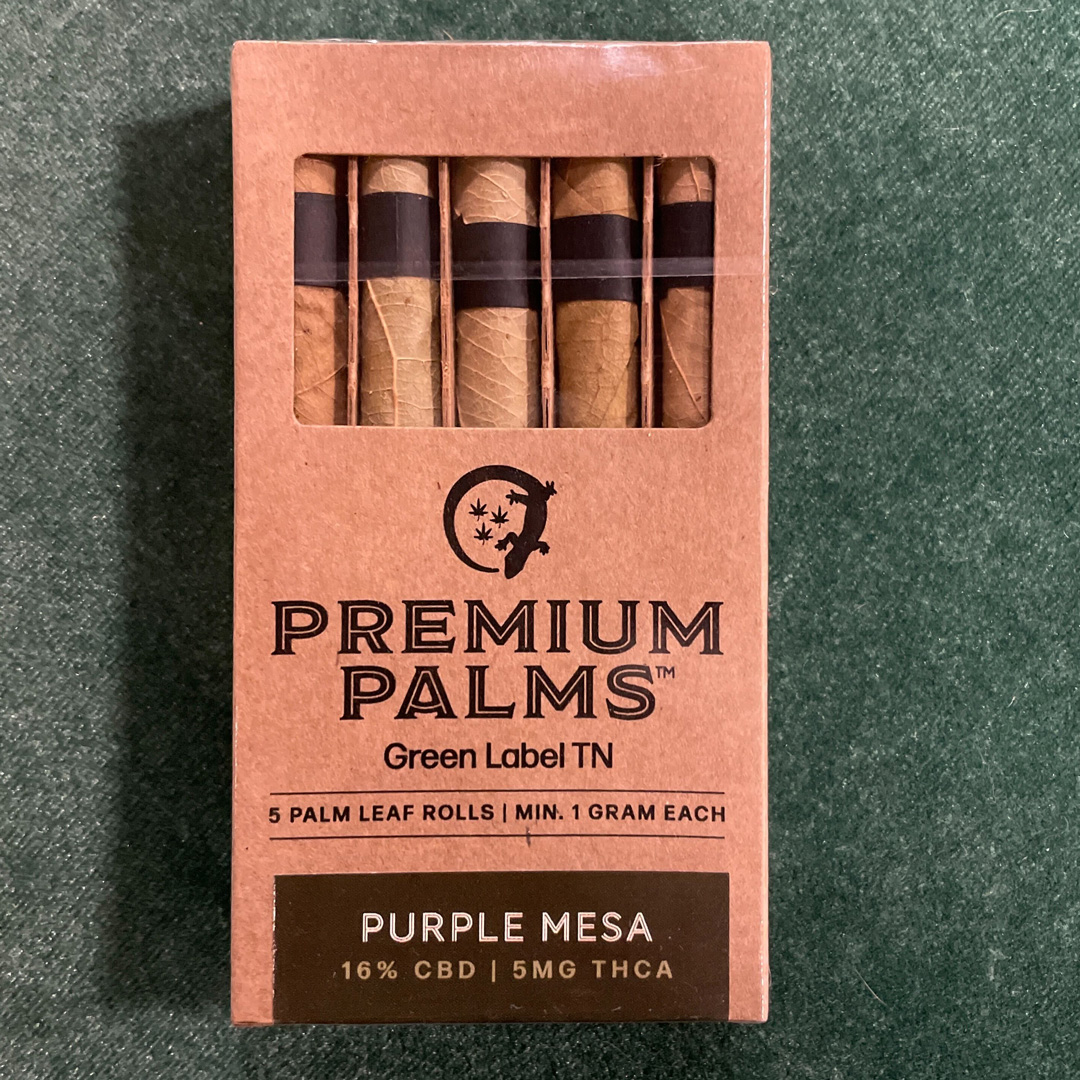 PREMIUM
PALMS™
Green Label TN
5 PALM LEAF ROLLS | MIN. 1 GRAM EACH
PURPLE MESA
16% CBD | 5MG THCA